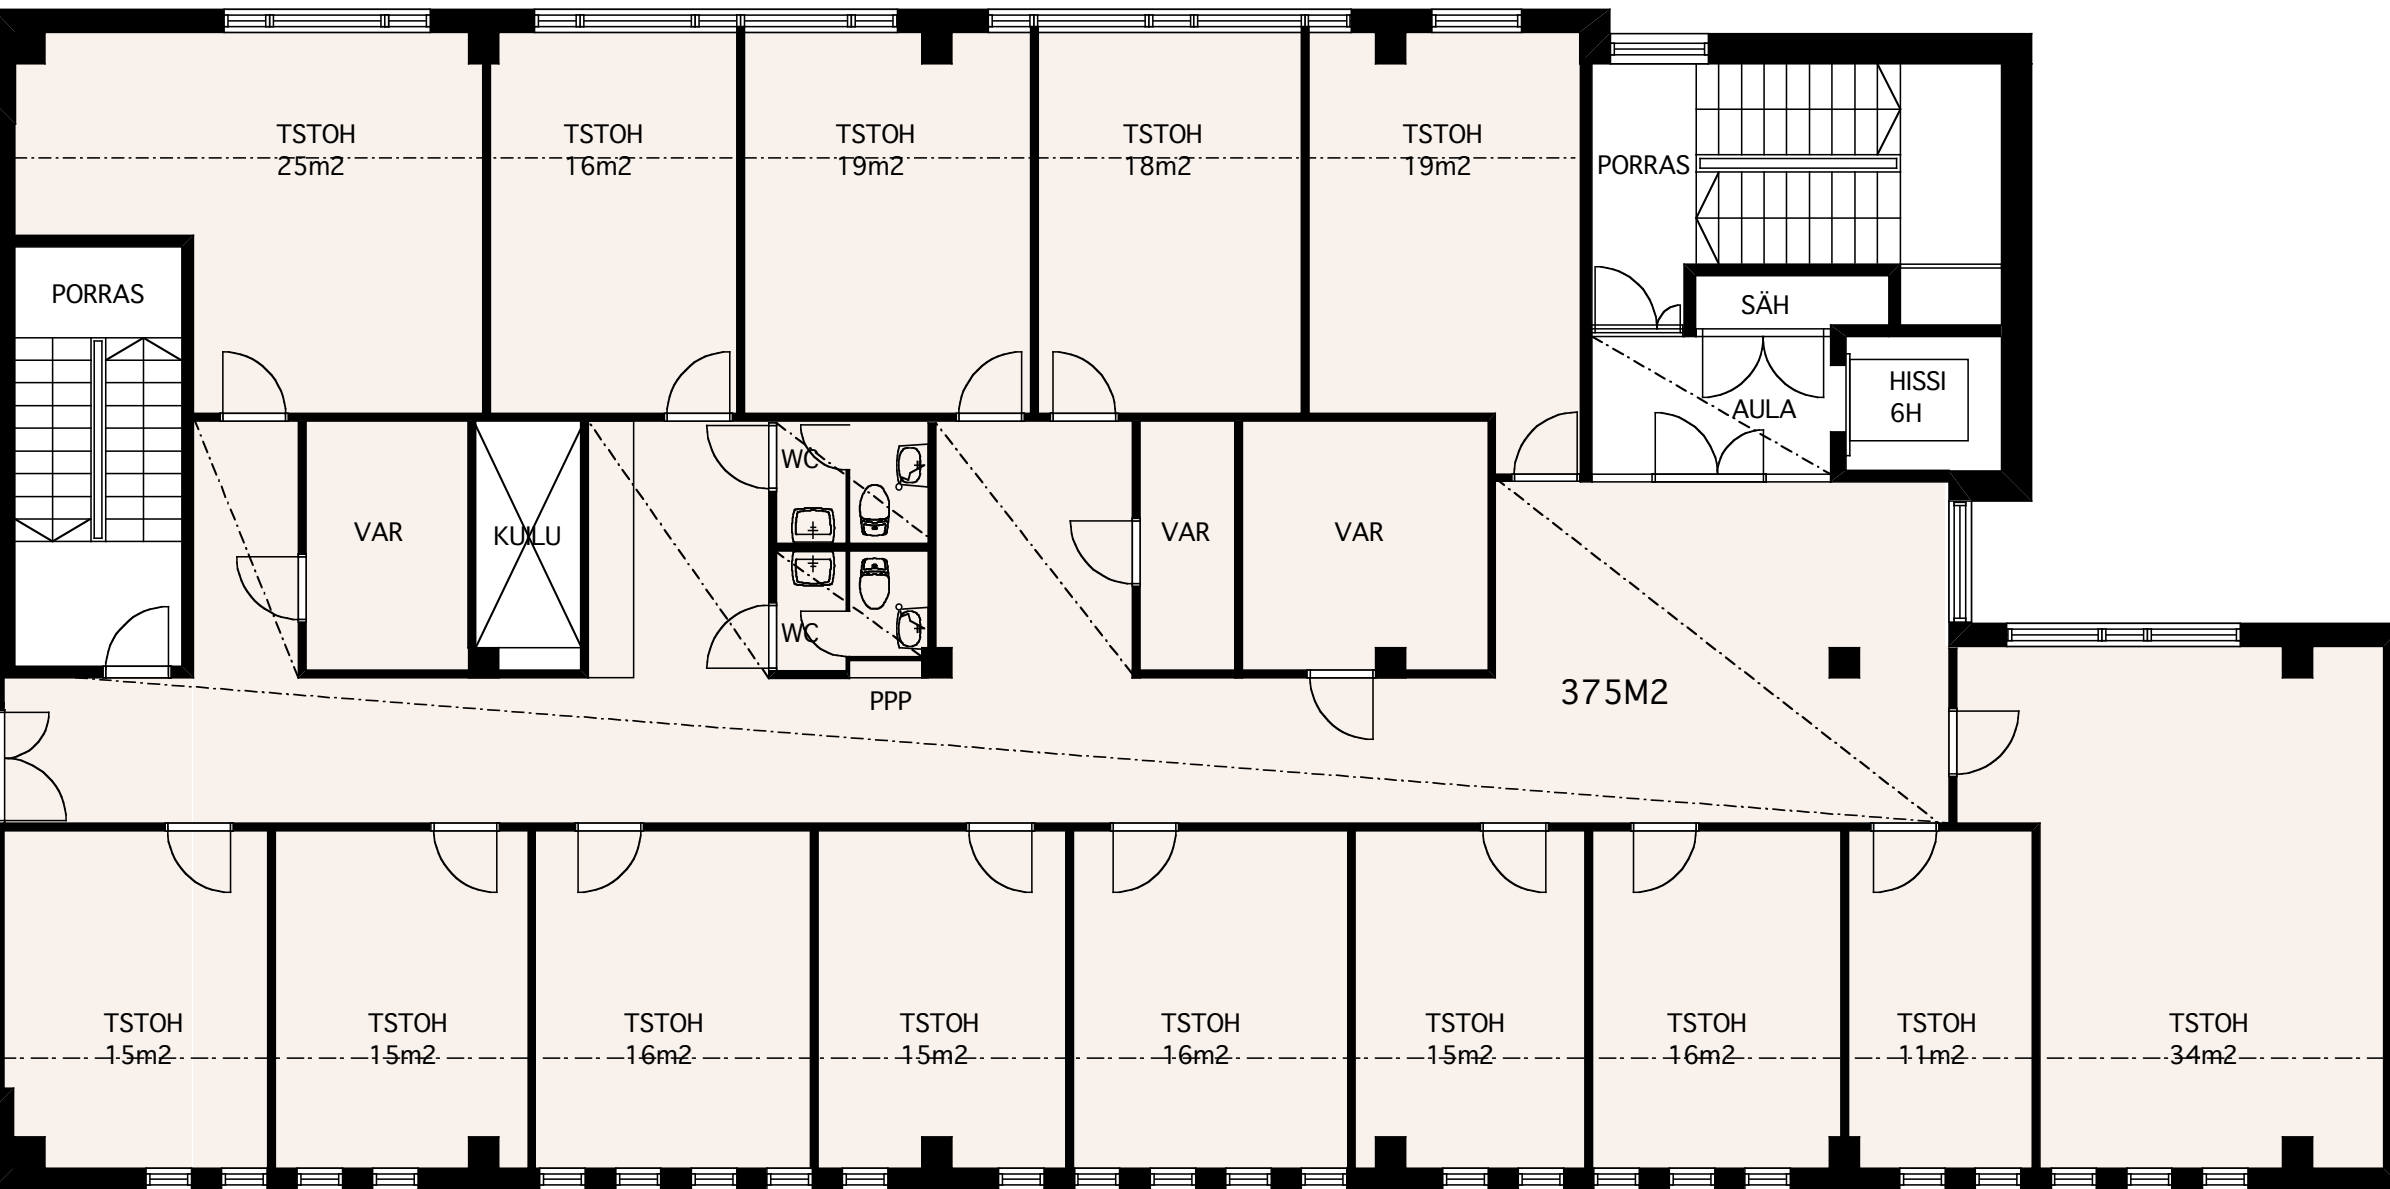 TSTOH
25m2
TSTOH
16m2
TSTOH
19m2
TSTOH
18m2
TSTOH
19m2
PORRAS
PORRAS
SÄH
HISSI
6H
AULA
WC
VAR
KUILU
VAR
VAR
WC
PPP
375M2
TSTOH
15m2
TSTOH
15m2
TSTOH
16m2
TSTOH
15m2
TSTOH
16m2
TSTOH
15m2
TSTOH
16m2
TSTOH
11m2
TSTOH
34m2